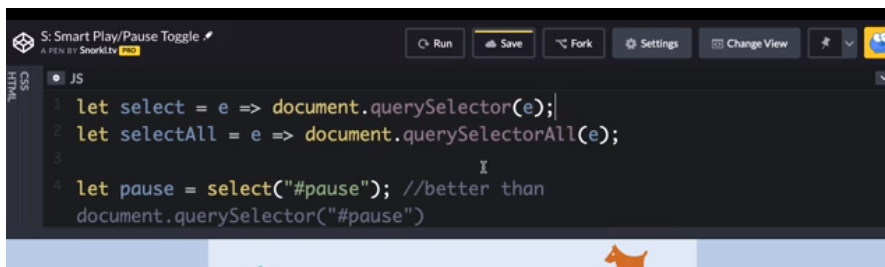 S: Smart Play/Pause Toggle
A PEN BY Snorkl.tv PRO
Run
Save
Fork
Settings
Change View
HTML
CSS
JS
1 let select = e => document.querySelector(e);
2 let selectAll = e => document.querySelectorAll(e);
3
4 let pause = select("#pause"); //better than
document.querySelector("#pause")